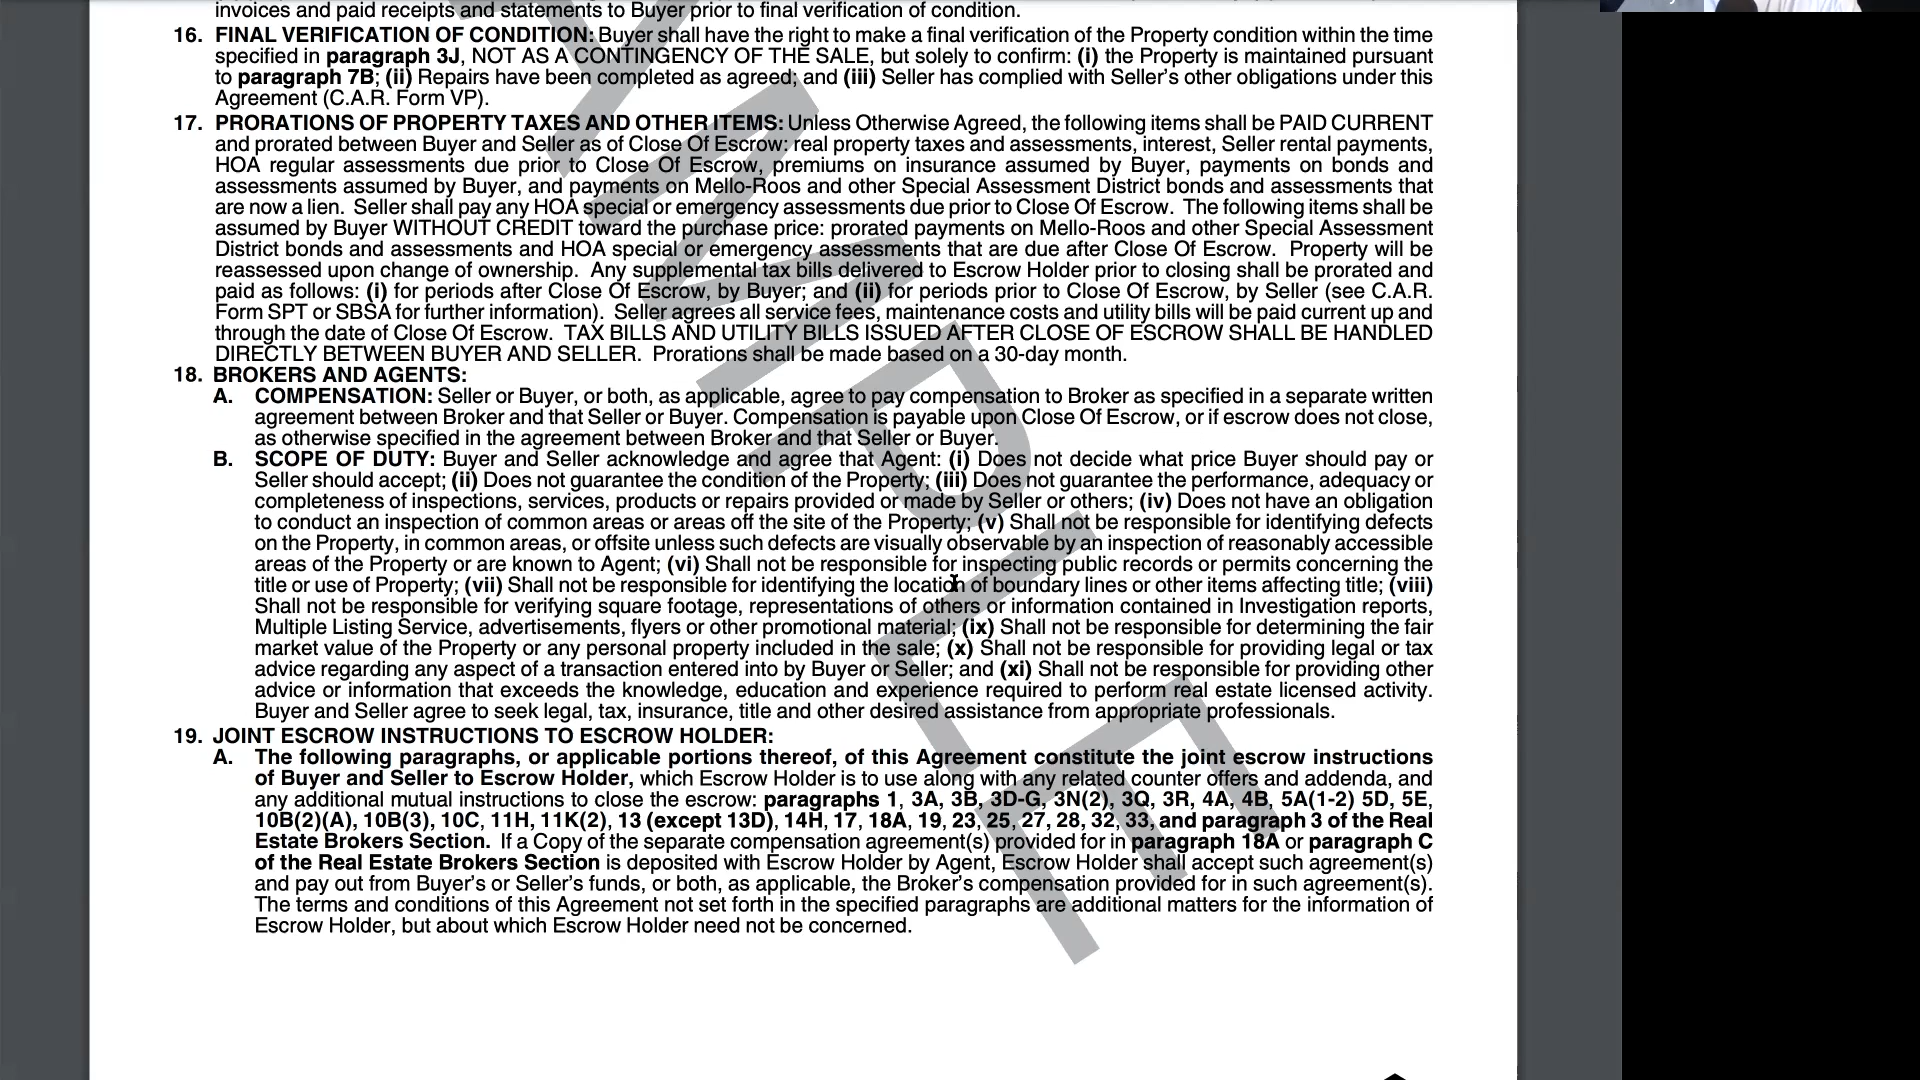 invoices and paid receipts and statements to Buyer prior to final verification of condition.
16. FINAL VERIFICATION OF CONDITION: Buyer shall have the right to make a final verification of the Property condition within the time
specified in paragraph 3J, NOT AS A CONTINGENCY OF THE SALE, but solely to confirm: (i) the Property is maintained pursuant
to paragraph 7B; (ii) Repairs have been completed as agreed; and (iii) Seller has complied with Seller's other obligations under this
Agreement (C.A.R. Form VP).
17. PRORATIONS OF PROPERTY TAXES AND OTHER ITEMS: Unless Otherwise Agreed, the following items shall be PAID CURRENT
and prorated between Buyer and Seller as of Close Of Escrow: real property taxes and assessments, interest, Seller rental payments,
HOA regular assessments due prior to Close Of Escrow, premiums on insurance assumed by Buyer, payments on bonds and
assessments assumed by Buyer, and payments on Mello-Roos and other Special Assessment District bonds and assessments that
are now a lien. Seller shall pay any HOA special or emergency assessments due prior to Close Of Escrow. The following items shall be
assumed by Buyer WITHOUT CREDIT toward the purchase price: prorated payments on Mello-Roos and other Special Assessment
District bonds and assessments and HOA special or emergency assessments that are due after Close Of Escrow. Property will be
reassessed upon change of ownership. Any supplemental tax bills delivered to Escrow Holder prior to closing shall be prorated and
paid as follows: (i) for periods after Close Of Escrow, by Buyer; and (ii) for periods prior to Close Of Escrow, by Seller (see C.A.R.
Form SPT or SBSA for further information). Seller agrees all service fees, maintenance costs and utility bills will be paid current up and
through the date of Close Of Escrow. TAX BILLS AND UTILITY BILLS ISSUED AFTER CLOSE OF ESCROW SHALL BE HANDLED
DIRECTLY BETWEEN BUYER AND SELLER. Prorations shall be made based on a 30-day month.
18. BROKERS AND AGENTS:
A. COMPENSATION: Seller or Buyer, or both, as applicable, agree to pay compensation to Broker as specified in a separate written
agreement between Broker and that Seller or Buyer. Compensation is payable upon Close Of Escrow, or if escrow does not close,
as otherwise specified in the agreement between Broker and that Seller or Buyer.
B. SCOPE OF DUTY: Buyer and Seller acknowledge and agree that Agent: (i) Does not decide what price Buyer should pay or
Seller should accept; (ii) Does not guarantee the condition of the Property; (iii) Does not guarantee the performance, adequacy or
completeness of inspections, services, products or repairs provided or made by Seller or others; (iv) Does not have an obligation
to conduct an inspection of common areas or areas off the site of the Property; (v) Shall not be responsible for identifying defects
on the Property, in common areas, or offsite unless such defects are visually observable by an inspection of reasonably accessible
areas of the Property or are known to Agent; (vi) Shall not be responsible for inspecting public records or permits concerning the
title or use of Property; (vii) Shall not be responsible for identifying the location of boundary lines or other items affecting title; (viii)
Shall not be responsible for verifying square footage, representations of others or information contained in Investigation reports,
Multiple Listing Service, advertisements, flyers or other promotional material; (ix) Shall not be responsible for determining the fair
market value of the Property or any personal property included in the sale; (x) Shall not be responsible for providing legal or tax
advice regarding any aspect of a transaction entered into by Buyer or Seller; and (xi) Shall not be responsible for providing other
advice or information that exceeds the knowledge, education and experience required to perform real estate licensed activity.
Buyer and Seller agree to seek legal, tax, insurance, title and other desired assistance from appropriate professionals.
19. JOINT ESCROW INSTRUCTIONS TO ESCROW HOLDER:
A. The following paragraphs, or applicable portions thereof, of this Agreement constitute the joint escrow instructions
of Buyer and Seller to Escrow Holder, which Escrow Holder is to use along with any related counter offers and addenda, and
any additional mutual instructions to close the escrow: paragraphs 1, 3A, 3B, 3D-G, 3N(2), 3Q, 3R, 4A, 4B, 5A(1-2) 5D, 5E,
10B(2)(A), 10B(3), 10C, 11H, 11K(2), 13 (except 13D), 14H, 17, 18A, 19, 23, 25, 27, 28, 32, 33, and paragraph 3 of the Real
Estate Brokers Section. If a Copy of the separate compensation agreement(s) provided for in paragraph 18A or paragraph C
of the Real Estate Brokers Section is deposited with Escrow Holder by Agent, Escrow Holder shall accept such agreement(s)
and pay out from Buyer's or Seller's funds, or both, as applicable, the Broker's compensation provided for in such agreement(s).
The terms and conditions of this Agreement not set forth in the specified paragraphs are additional matters for the information of
Escrow Holder, but about which Escrow Holder need not be concerned.